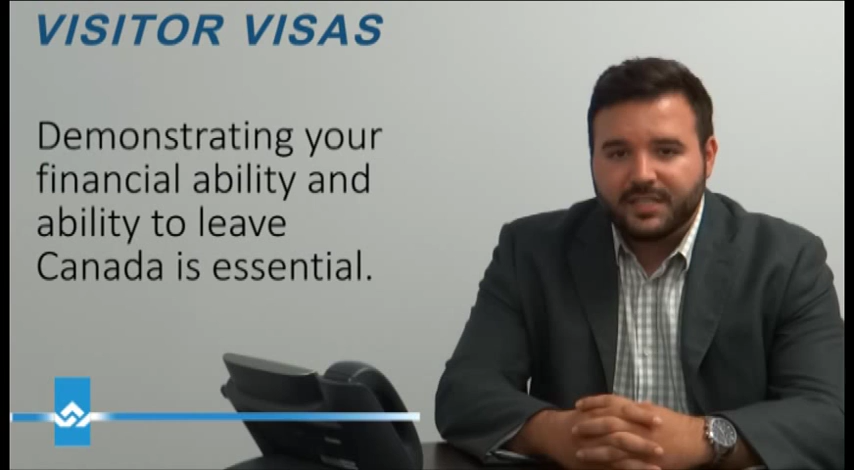 VISITOR VISAS
Demonstrating your
financial ability and
ability to leave
Canada is essential.